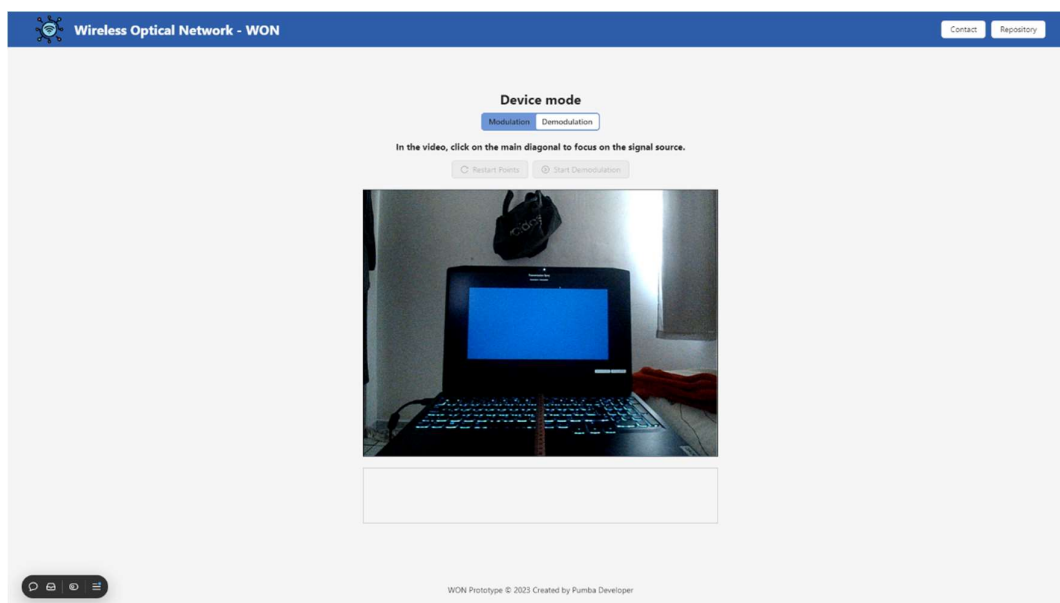 Wireless Optical Network - WON
Contact
Repository
Device mode
Modulation
Demodulation
In the video, click on the main diagonal to focus on the signal source.
Restart Points
Start Demodulation
WON Prototype © 2023 Created by Pumba Developer